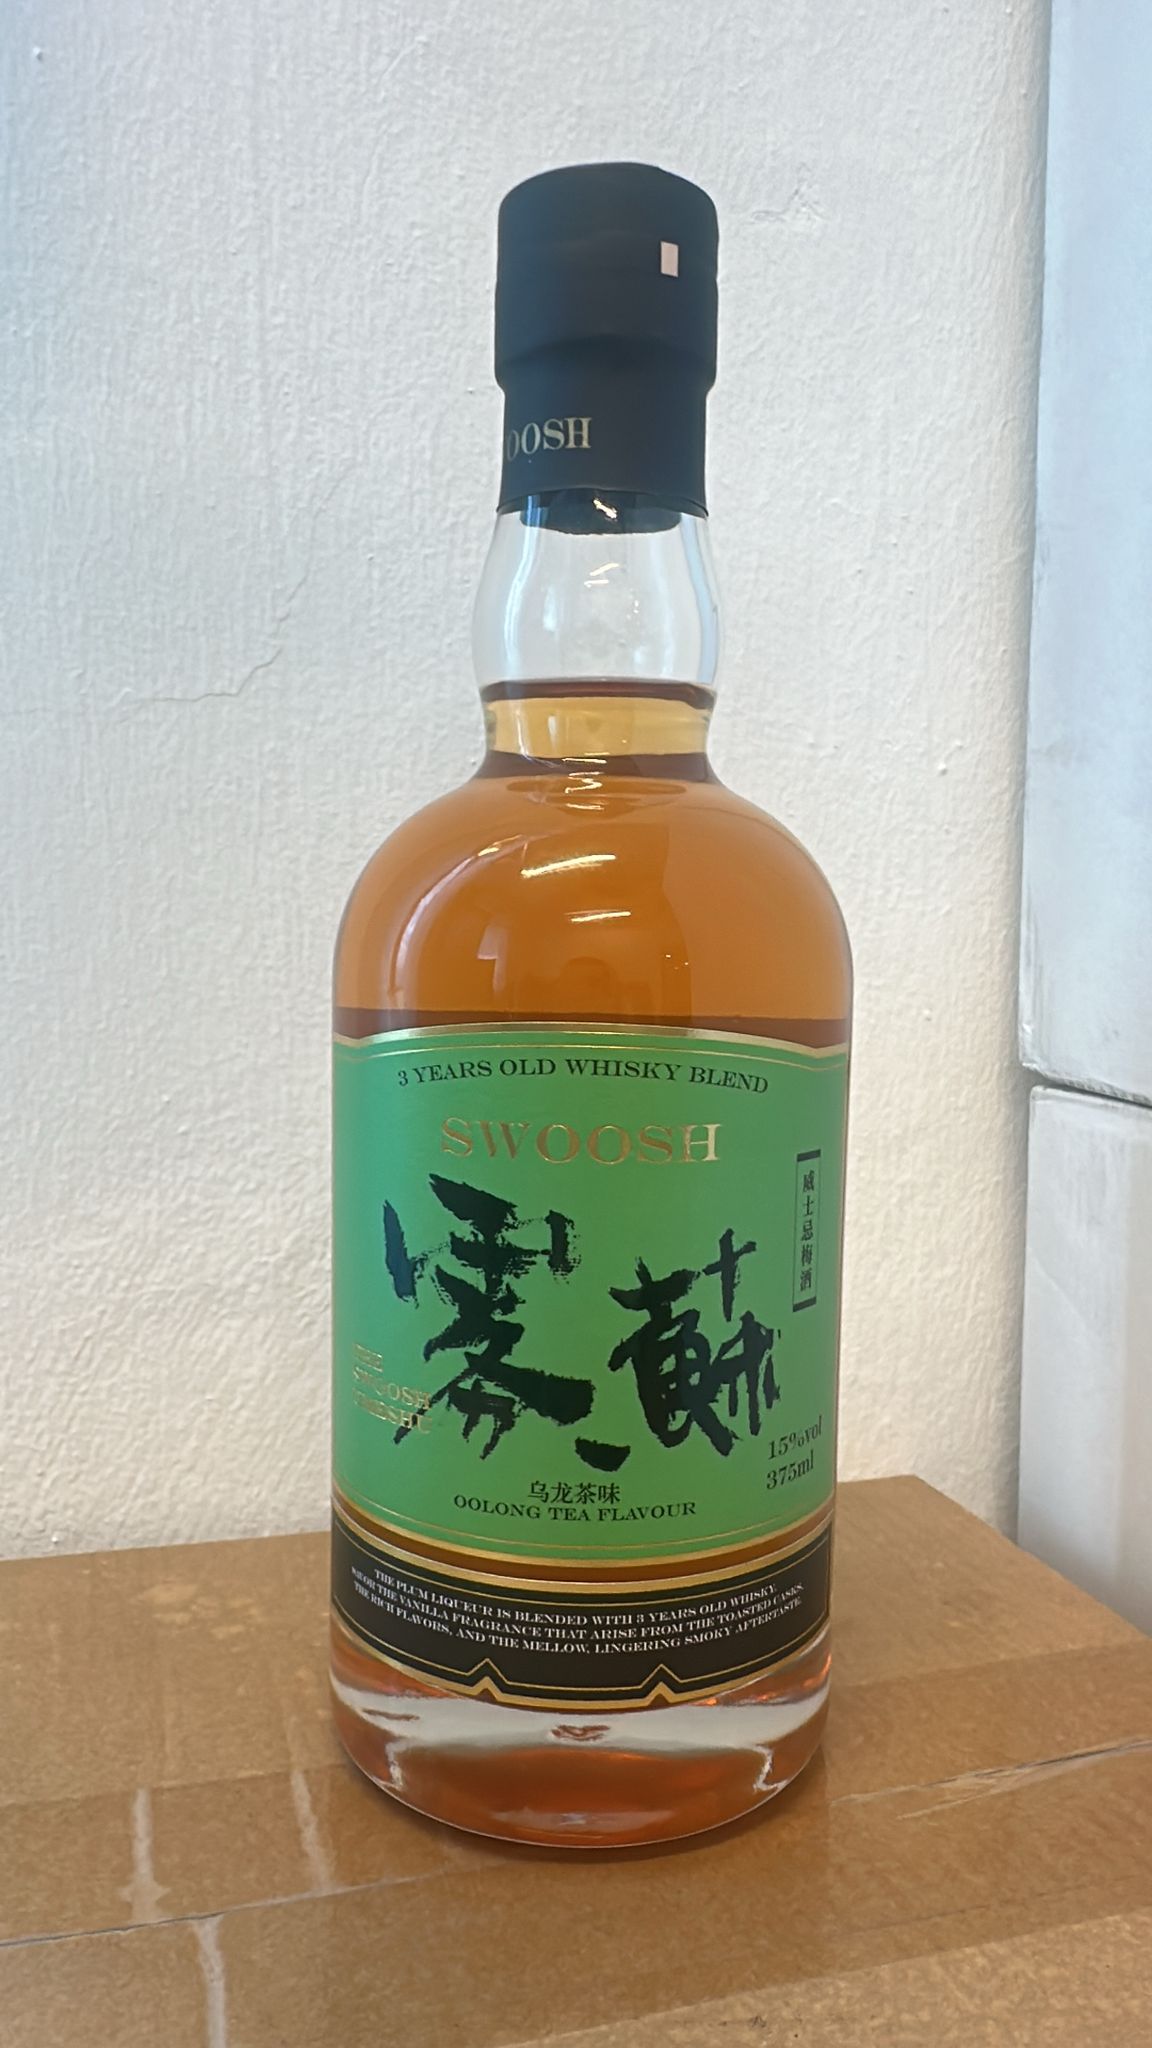 OOSH
3 YEARS OLD WHISKY BLEND
SWOOSH
威士忌梅酒
雾蘇
THE
SWOOSH
UMESHU
15%vol
375ml
乌龙茶味
OOLONG TEA FLAVOUR
THE PLUM LIQUEUR IS BLENDED WITH 3 YEARS OLD WHISKY.
THE VANILLA FRAGRANCE THAT ARISE FROM THE TOASTED CASKS.
THE RICH FLAVORS, AND THE MELLOW, LINGERING SMOKY AFTERTASTE.